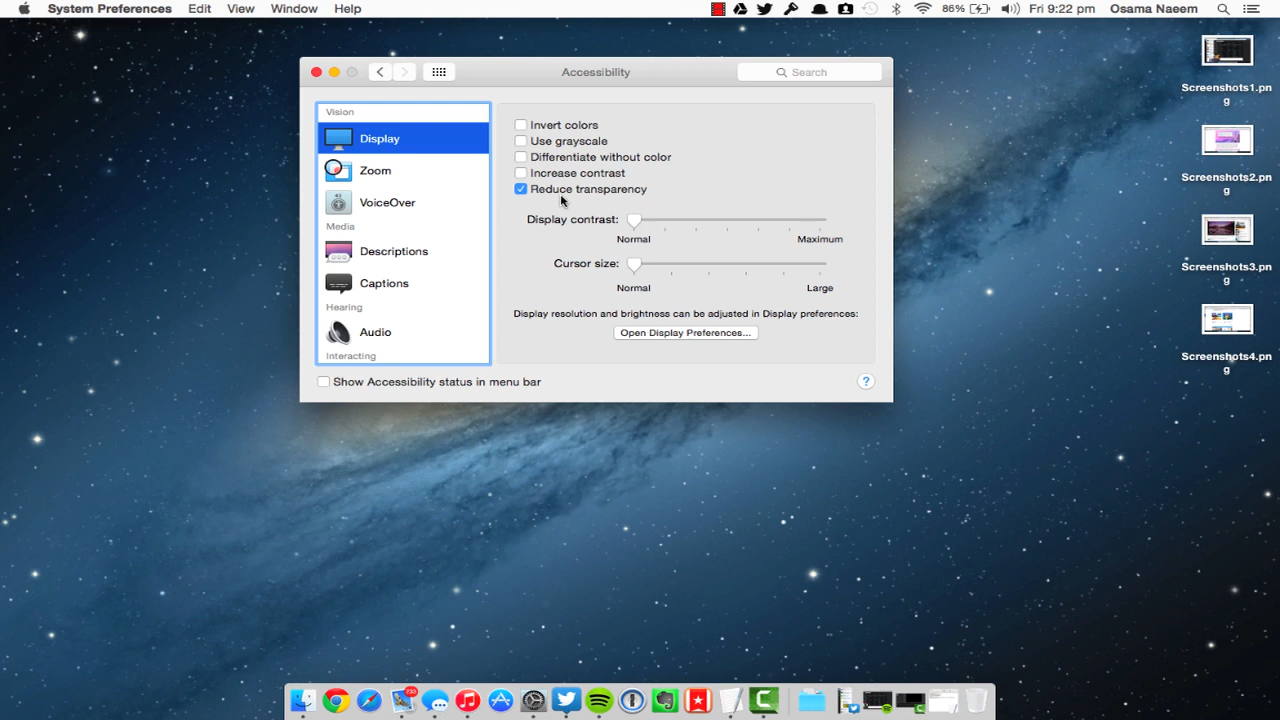 System Preferences Edit View Window Help 86% Fri 9:22 pm Osama Naeem
Accessibility
Search
Vision
Display
Zoom
VoiceOver
Media
Descriptions
Captions
Hearing
Audio
Interacting
Invert colors
Use grayscale
Differentiate without color
Increase contrast
Reduce transparency
Display contrast:
Normal Maximum
Cursor size:
Normal Large
Display resolution and brightness can be adjusted in Display preferences:
Open Display Preferences...
Show Accessibility status in menu bar
?
Screenshots1.pn
g
Screenshots2.pn
g
Screenshots3.pn
g
Screenshots4.pn
g
233